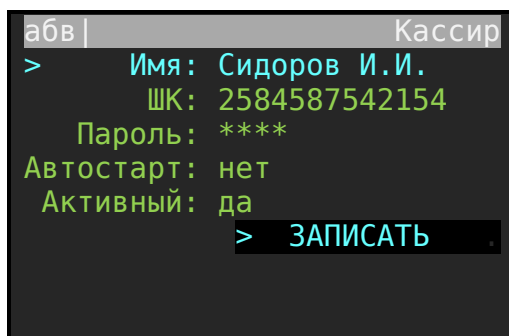 абв| Кассир
> Имя: Сидоров И.И.
ШК: 2584587542154
Пароль: ****
Автостарт: нет
Активный: да
> ЗАПИСАТЬ .